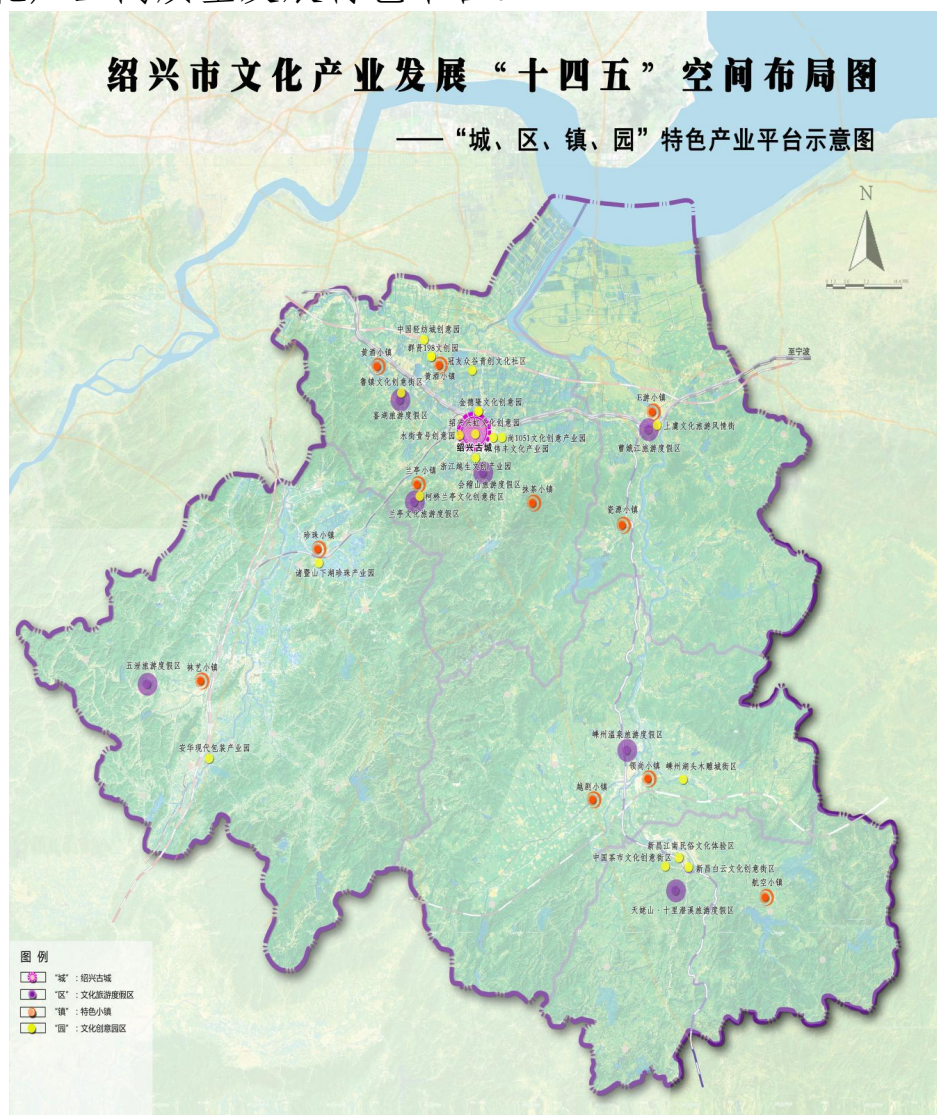 绍兴市文化产业发展“十四五”空间布局图
——“城、区、镇、园”特色产业平台示意图
N
至宁波
中国轻纺城创意园
群贤198文创园
黄酒小镇
冠友众谷青创文化社区
黄酒小镇
鲁镇文化创意街区
鉴湖旅游度假区
金德隆文化创意园
E游小镇
上虞文化旅游风情街
曹娥江旅游度假区
水街壹号创意园
尚1051文化创意产业园
绍兴古城
伟丰文化产业园
浙江越生文创产业园
会稽山旅游度假区
兰亭小镇
柯桥兰亭文化创意街区
兰亭文化旅游度假区
抹茶小镇
瓷源小镇
珍珠小镇
诸暨山下湖珍珠产业园
五泄旅游度假区
袜艺小镇
安华现代包装产业园
嵊州温泉旅游度假区
领尚小镇
嵊州湖头木雕城街区
越剧小镇
新昌江南民俗文化体验区
中国茶市文化创意街区
新昌白云文化创意街区
航空小镇
天姥山·十里潜溪旅游度假区
图 例
“城”：绍兴古城
“区”：文化旅游度假区
“镇”：特色小镇
“园”：文化创意园区